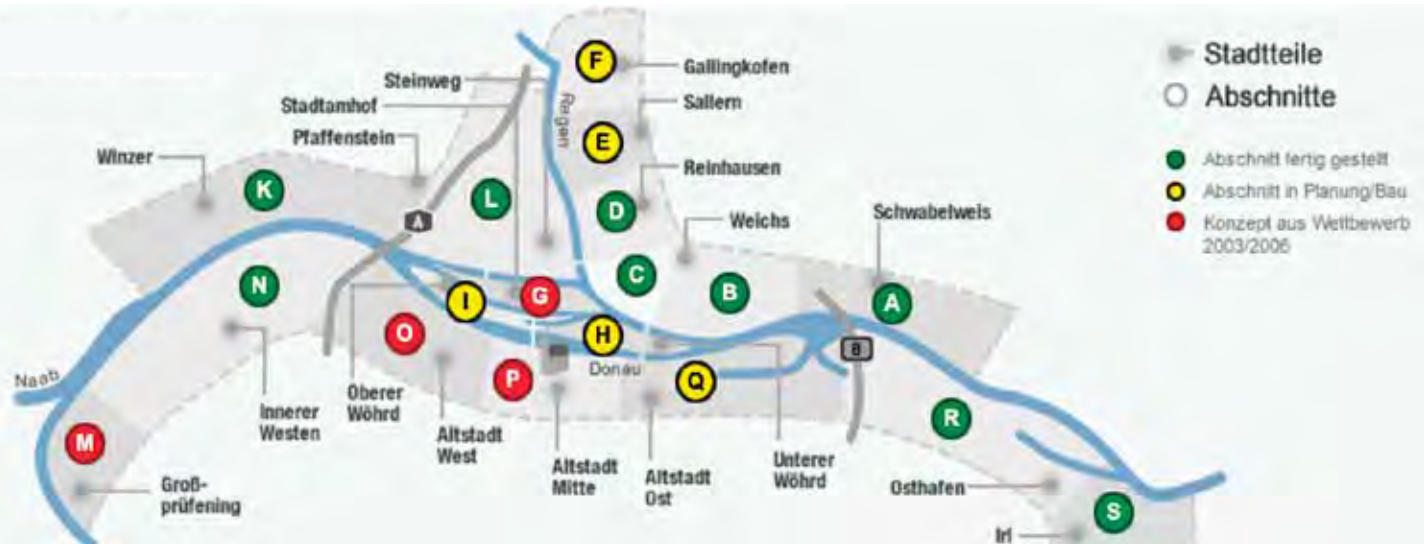 Steinweg
Stadtamhof
Pfaffenstein
Winzer
Regen
Gallingkofen
Sallern
Reinhausen
Weichs
Schwabelweis
Stadtteile
Abschnitte
Abschnitt fertig gestellt
Abschnitt in Planung/Bau
Konzept aus Wettbewerb
2003/2006
F
E
D
C
B
A
K
L
A
N
I
G
H
O
P
Q
B
R
M
S
Naab
Donau
Innerer
Westen
Oberer
Wöhrd
Altstadt
West
Altstadt
Mitte
Altstadt
Ost
Unterer
Wöhrd
Groß-
prüfening
Osthafen
Irl